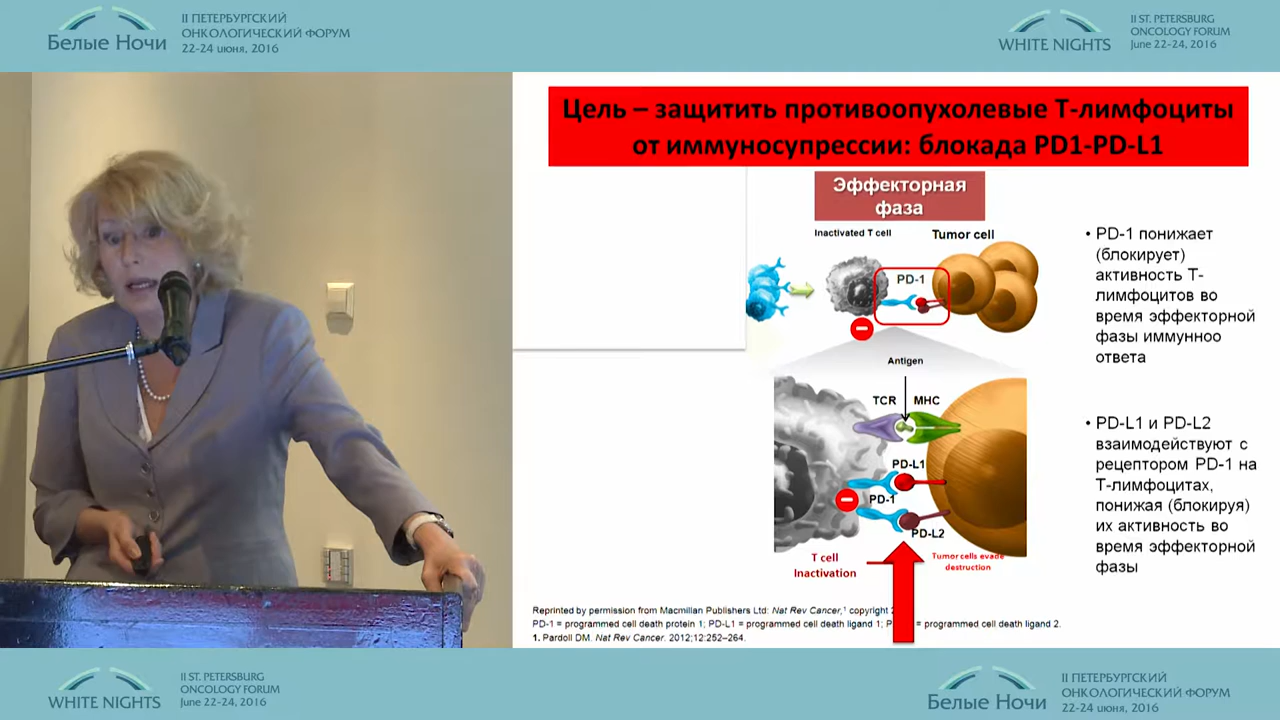 II ПЕТЕРБУРГСКИЙ
ОНКОЛОГИЧЕСКИЙ ФОРУМ
Белые Ночи
22-24 июня, 2016
II ST. PETERSBURG
ONCOLOGY FORUM
WHITE NIGHTS
June 22-24, 2016
Цель – защитить противоопухолевые Т-лимфоциты
от иммуносупрессии: блокада PD1-PD-L1
Эффекторная
фаза
Inactivated T cell
Tumor cell
PD-1
Antigen
TCR
MHC
PD-L1
PD-1
PD-L2
T cell
Inactivation
Tumor cells evade
destruction
• PD-1 понижает
(блокирует)
активность Т-
лимфоцитов во
время эффекторной
фазы иммунноо
ответа
• PD-L1 и PD-L2
взаимодействуют с
рецептором PD-1 на
Т-лимфоцитах,
понижая (блокируя)
их активность во
время эффекторной
фазы
Reprinted by permission from Macmillan Publishers Ltd: Nat Rev Cancer,1 copyright
PD-1 = programmed cell death protein 1; PD-L1 = programmed cell death ligand 1; = programmed cell death ligand 2.
1. Pardoll DM. Nat Rev Cancer. 2012;12:252–264.
II ST. PETERSBURG
ONCOLOGY FORUM
WHITE NIGHTS
June 22-24, 2016
II ПЕТЕРБУРГСКИЙ
ОНКОЛОГИЧЕСКИЙ ФОРУМ
Белые Ночи
22-24 июня, 2016